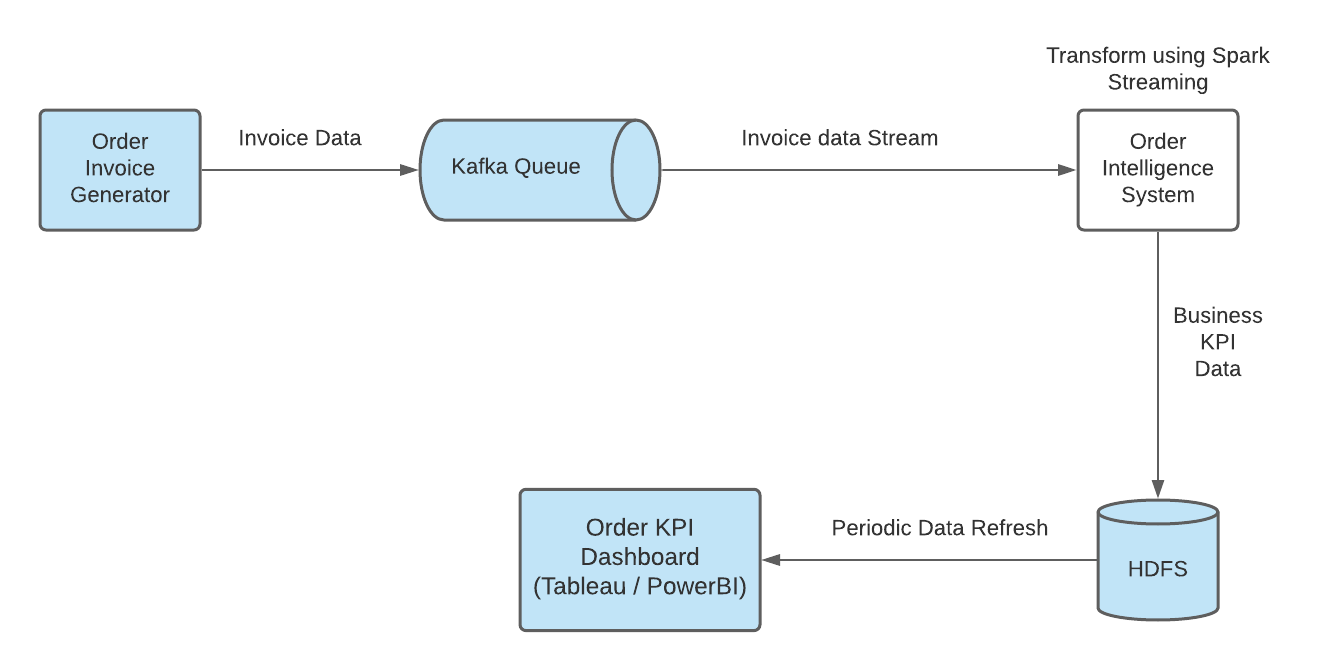 Transform using Spark
Streaming
Order
Invoice
Generator
Invoice Data
Kafka Queue
Invoice data Stream
Order
Intelligence
System
Business
KPI
Data
Order KPI
Dashboard
(Tableau / PowerBI)
Periodic Data Refresh
HDFS